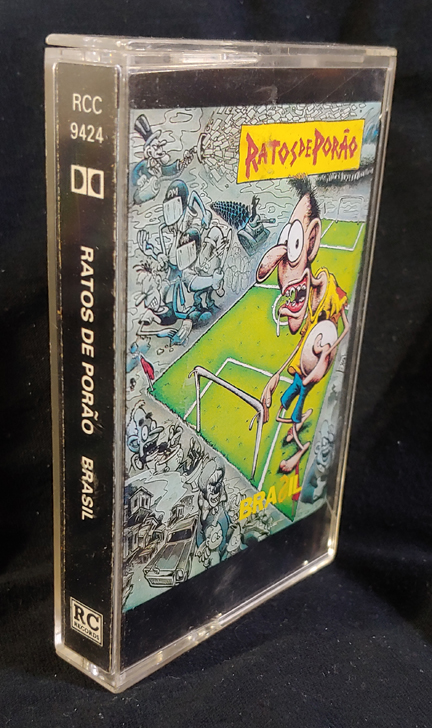 RCC
9424
RATOS DE PORÃO BRASIL
RC
RECORDS
RATOS DE PORÃO
BRASIL